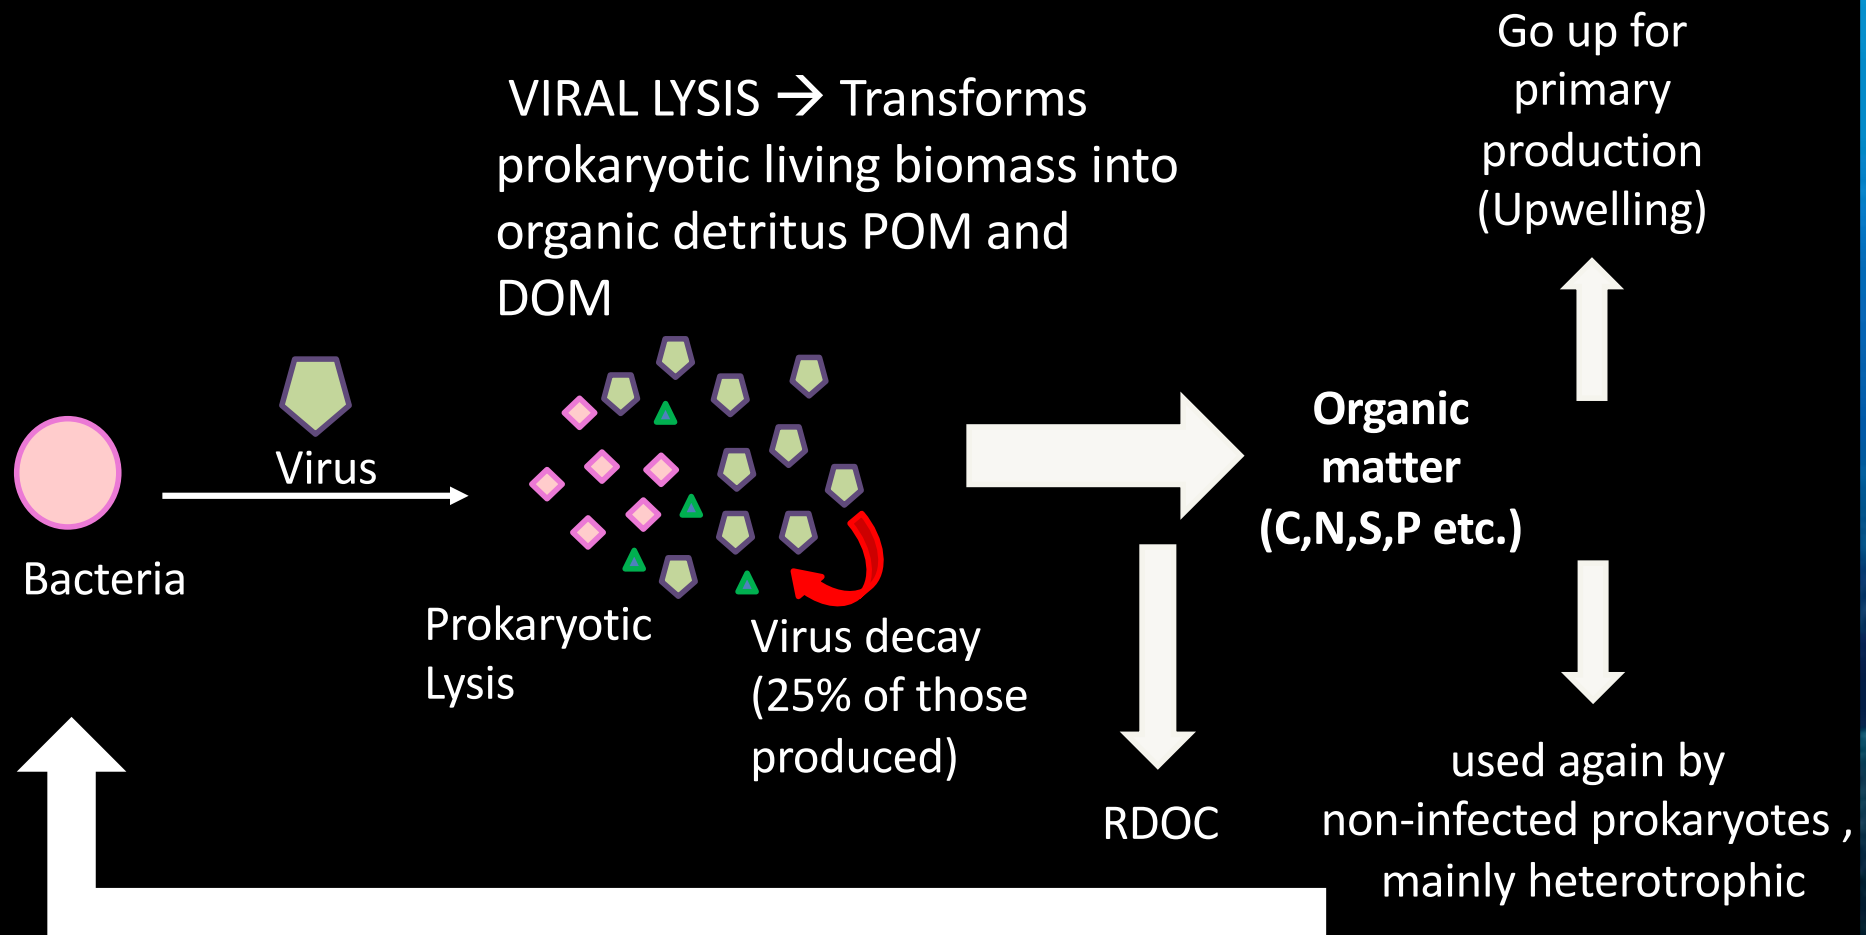 VIRAL LYSIS → Transforms
prokaryotic living biomass into
organic detritus POM and
DOM
Virus
Bacteria
Prokaryotic
Lysis
Virus decay
(25% of those
produced)
Organic
matter
(C,N,S,P etc.)
Go up for
primary
production
(Upwelling)
RDOC
used again by
non-infected prokaryotes ,
mainly heterotrophic